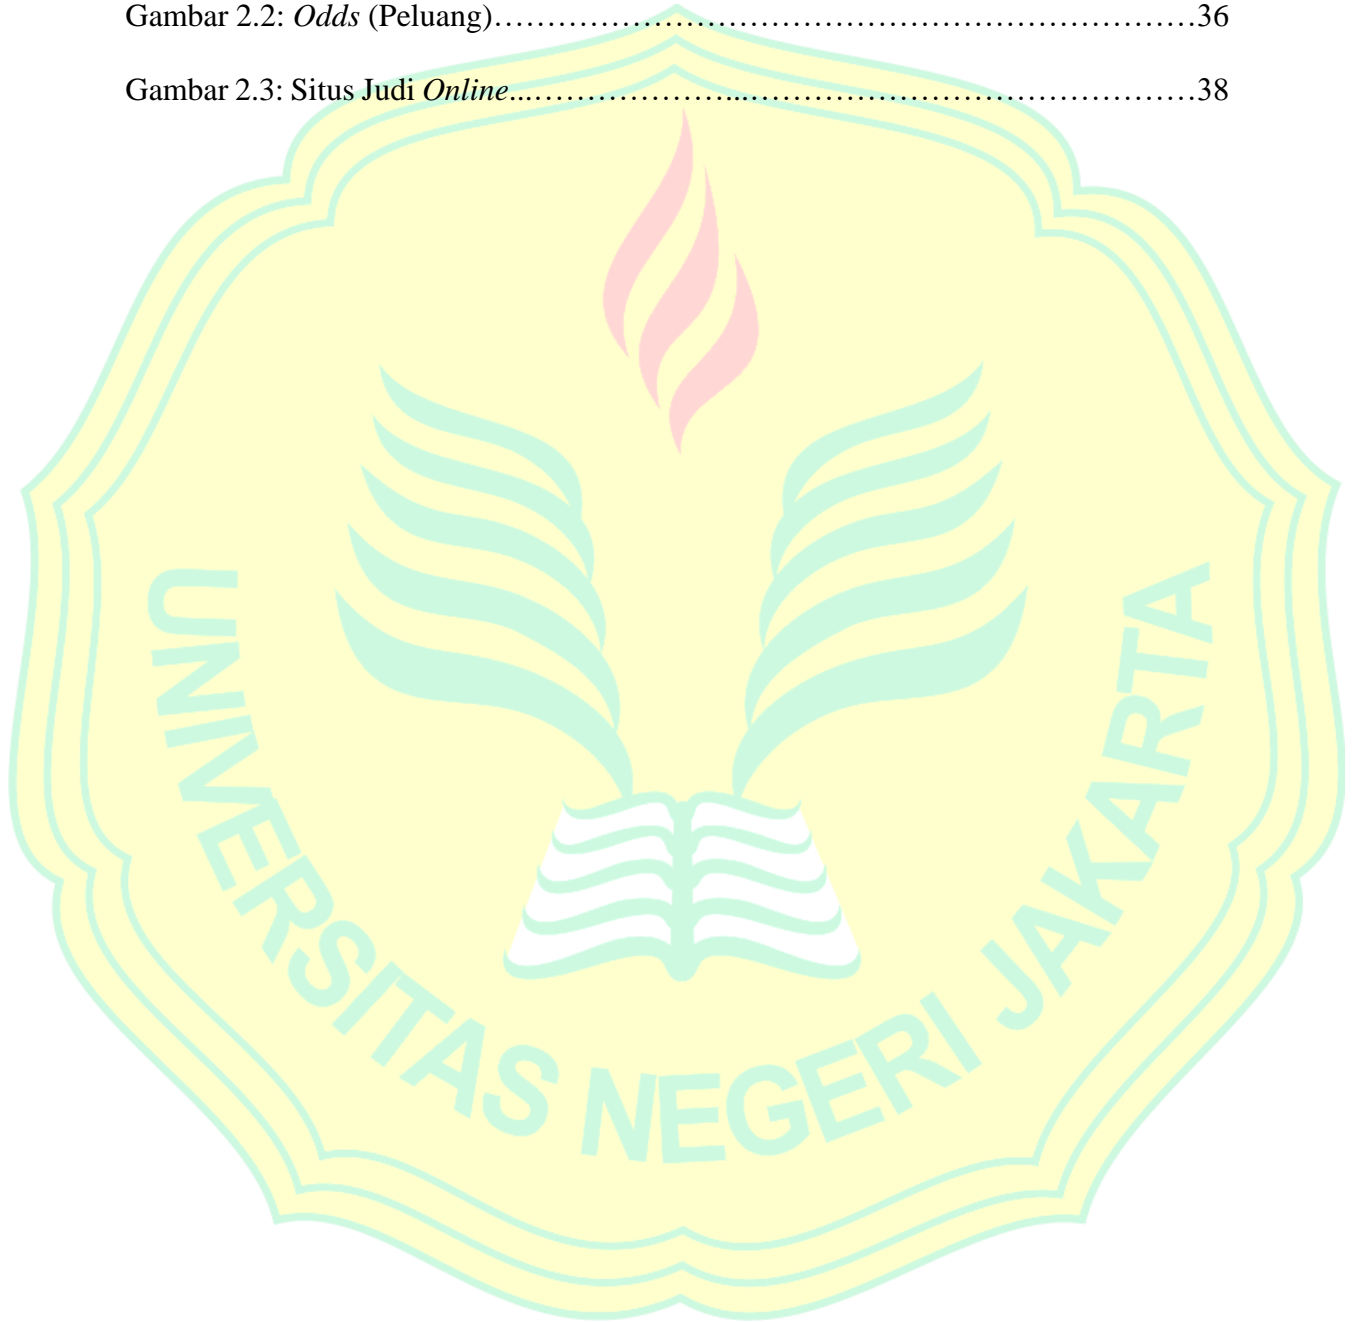 Gambar 2.2: Odds (Peluang)……………………………………………………………36
Gambar 2.3: Situs Judi Online...…………………...……………………………………38
UNIVERSITAS NEGERI JAKARTA